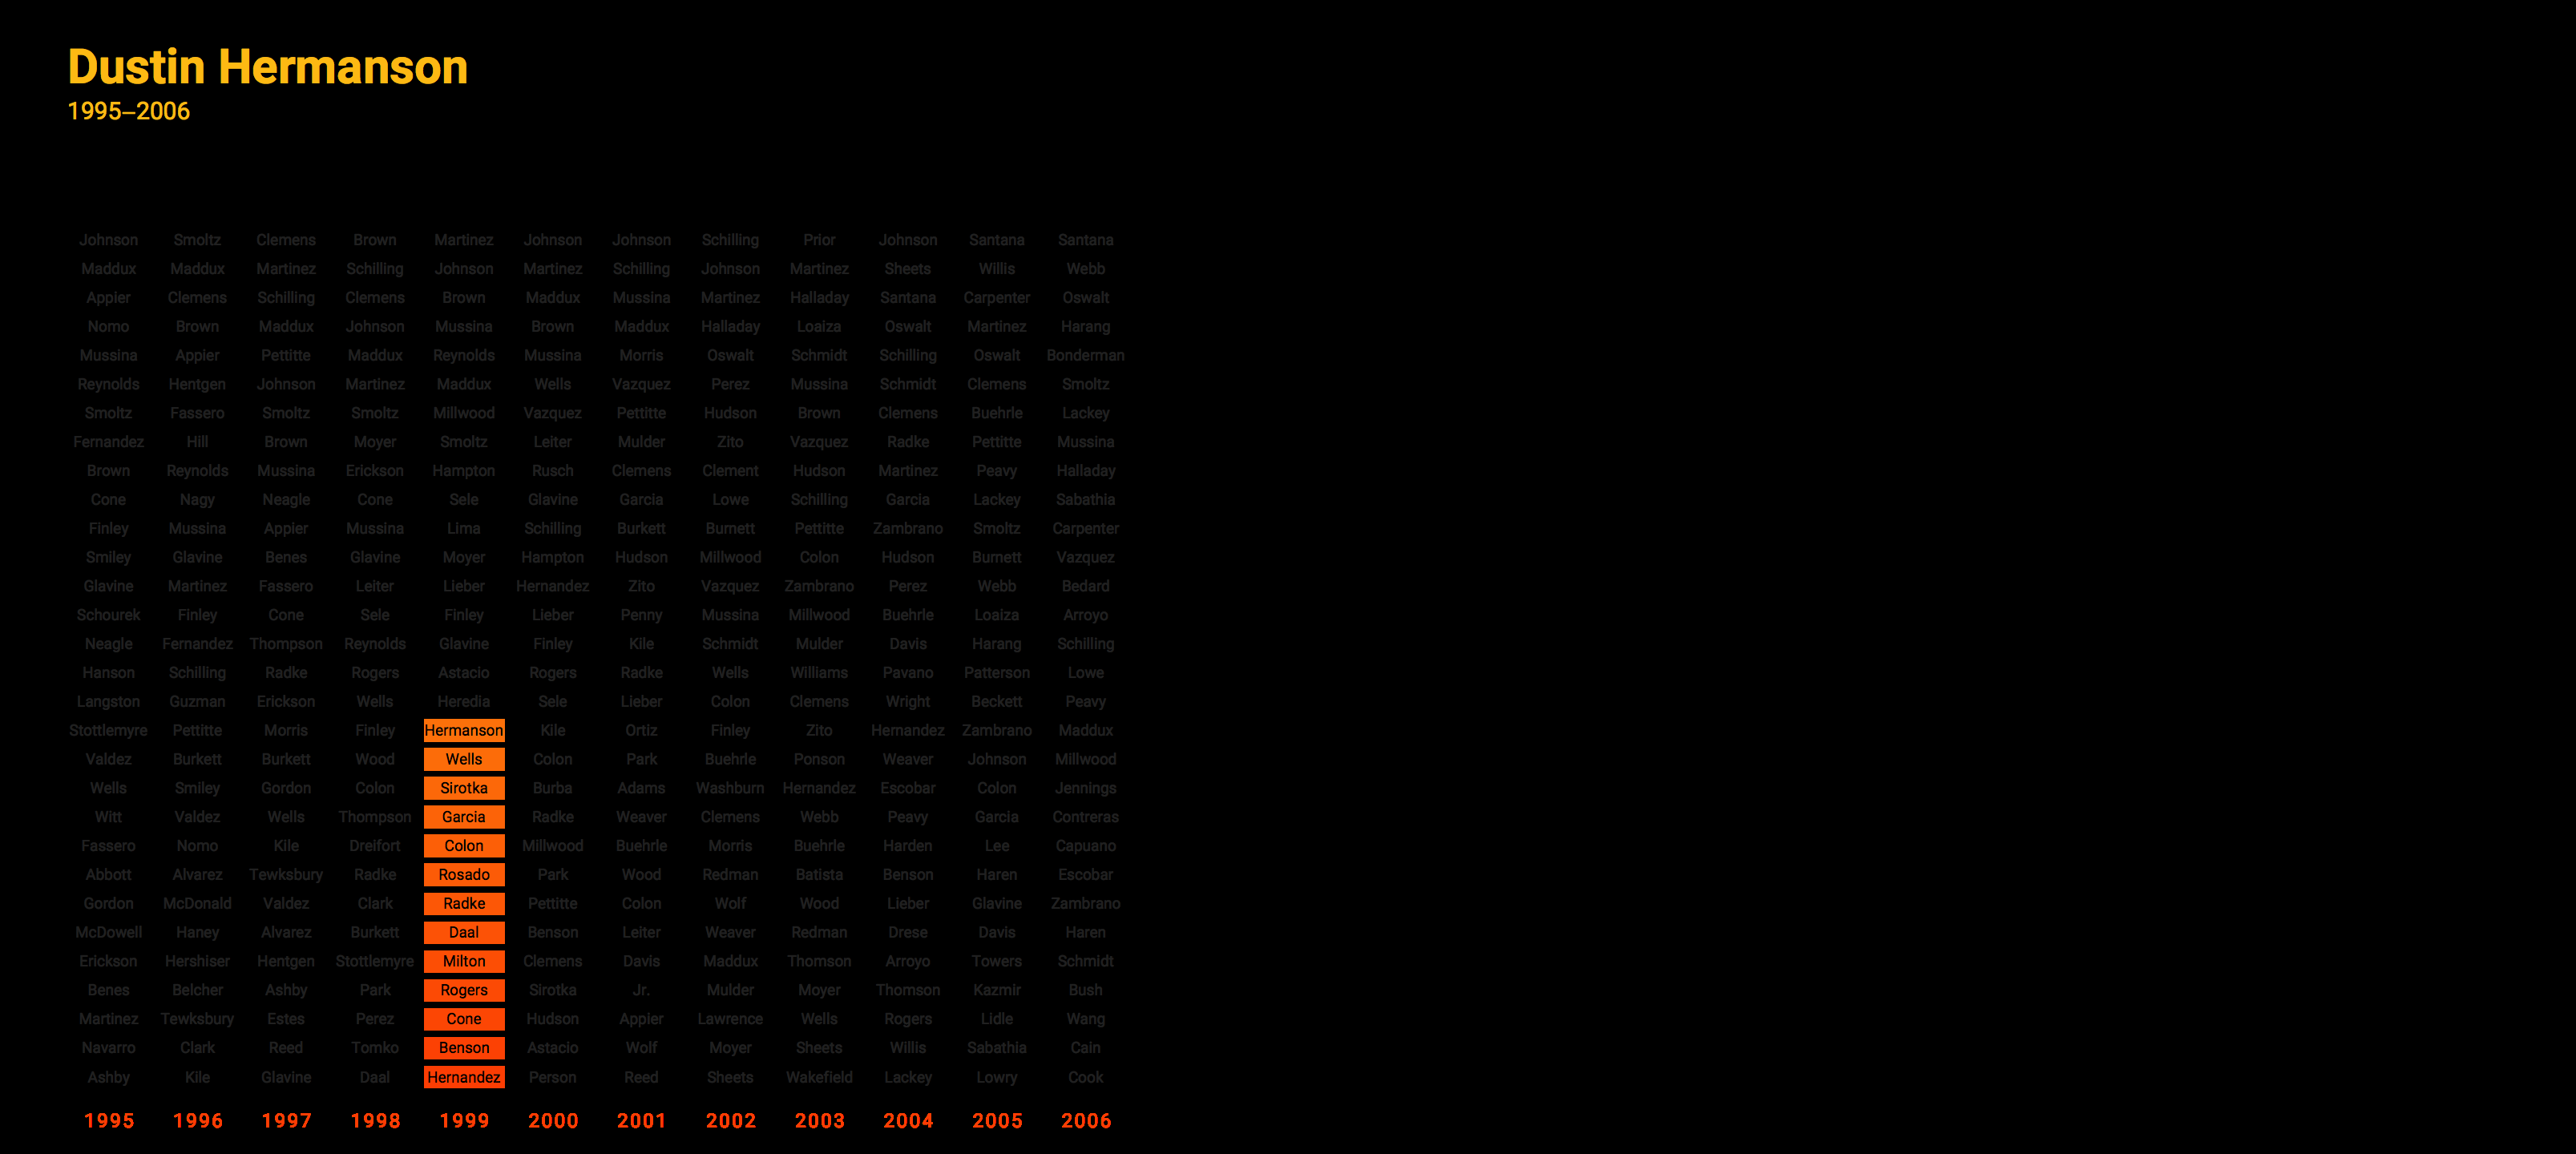 Dustin Hermanson
1995–2006
Johnson Smoltz Clemens Brown Martinez Johnson Johnson Schilling Prior Johnson Santana Santana
Maddux Maddux Martinez Schilling Johnson Martinez Schilling Johnson Martinez Sheets Willis Webb
Appier Clemens Schilling Clemens Brown Maddux Mussina Martinez Halladay Santana Carpenter Oswalt
Nomo Brown Maddux Johnson Mussina Brown Maddux Halladay Loaiza Oswalt Martinez Harang
Mussina Appier Pettitte Maddux Reynolds Mussina Morris Oswalt Schmidt Schilling Oswalt Bonderman
Reynolds Hentgen Johnson Martinez Maddux Wells Vazquez Perez Mussina Schmidt Clemens Smoltz
Smoltz Fassero Smoltz Smoltz Millwood Vazquez Pettitte Hudson Brown Clemens Buehrle Lackey
Fernandez Hill Brown Moyer Smoltz Leiter Mulder Zito Vazquez Radke Pettitte Mussina
Brown Reynolds Mussina Erickson Hampton Rusch Clemens Clement Hudson Martinez Peavy Halladay
Cone Nagy Neagle Cone Sele Glavine Garcia Lowe Schilling Garcia Lackey Sabathia
Finley Mussina Appier Mussina Lima Schilling Burkett Burnett Pettitte Zambrano Smoltz Carpenter
Smiley Glavine Benes Glavine Moyer Hampton Hudson Millwood Colon Hudson Burnett Vazquez
Glavine Martinez Fassero Leiter Lieber Hernandez Zito Vazquez Zambrano Perez Webb Bedard
Schourek Finley Cone Sele Finley Lieber Penny Mussina Millwood Buehrle Loaiza Arroyo
Neagle Fernandez Thompson Reynolds Glavine Finley Kile Schmidt Mulder Davis Harang Schilling
Hanson Schilling Radke Rogers Astacio Rogers Radke Wells Williams Pavano Patterson Lowe
Langston Guzman Erickson Wells Heredia Sele Lieber Colon Clemens Wright Beckett Peavy
Stottlemyre Pettitte Morris Finley Hermanson Kile Ortiz Finley Zito Hernandez Zambrano Maddux
Valdez Burkett Burkett Wood Wells Colon Park Buehrle Ponson Weaver Johnson Millwood
Wells Smiley Gordon Colon Sirotka Burba Adams Washburn Hernandez Escobar Colon Jennings
Witt Valdez Wells Thompson Garcia Radke Weaver Clemens Webb Peavy Garcia Contreras
Fassero Nomo Kile Dreifort Colon Millwood Buehrle Morris Buehrle Harden Lee Capuano
Abbott Alvarez Tewksbury Radke Rosado Park Wood Redman Batista Benson Haren Escobar
Gordon McDonald Valdez Clark Radke Pettitte Colon Wolf Wood Lieber Glavine Zambrano
McDowell Haney Alvarez Burkett Daal Benson Leiter Weaver Redman Drese Davis Haren
Erickson Hershiser Hentgen Stottlemyre Milton Clemens Davis Maddux Thomson Arroyo Towers Schmidt
Benes Belcher Ashby Park Rogers Sirotka Jr. Mulder Moyer Thomson Kazmir Bush
Martinez Tewksbury Estes Perez Cone Hudson Appier Lawrence Wells Rogers Lidle Wang
Navarro Clark Reed Tomko Benson Astacio Wolf Moyer Sheets Willis Sabathia Cain
Ashby Kile Glavine Daal Hernandez Person Reed Sheets Wakefield Lackey Lowry Cook
1995 1996 1997 1998 1999 2000 2001 2002 2003 2004 2005 2006